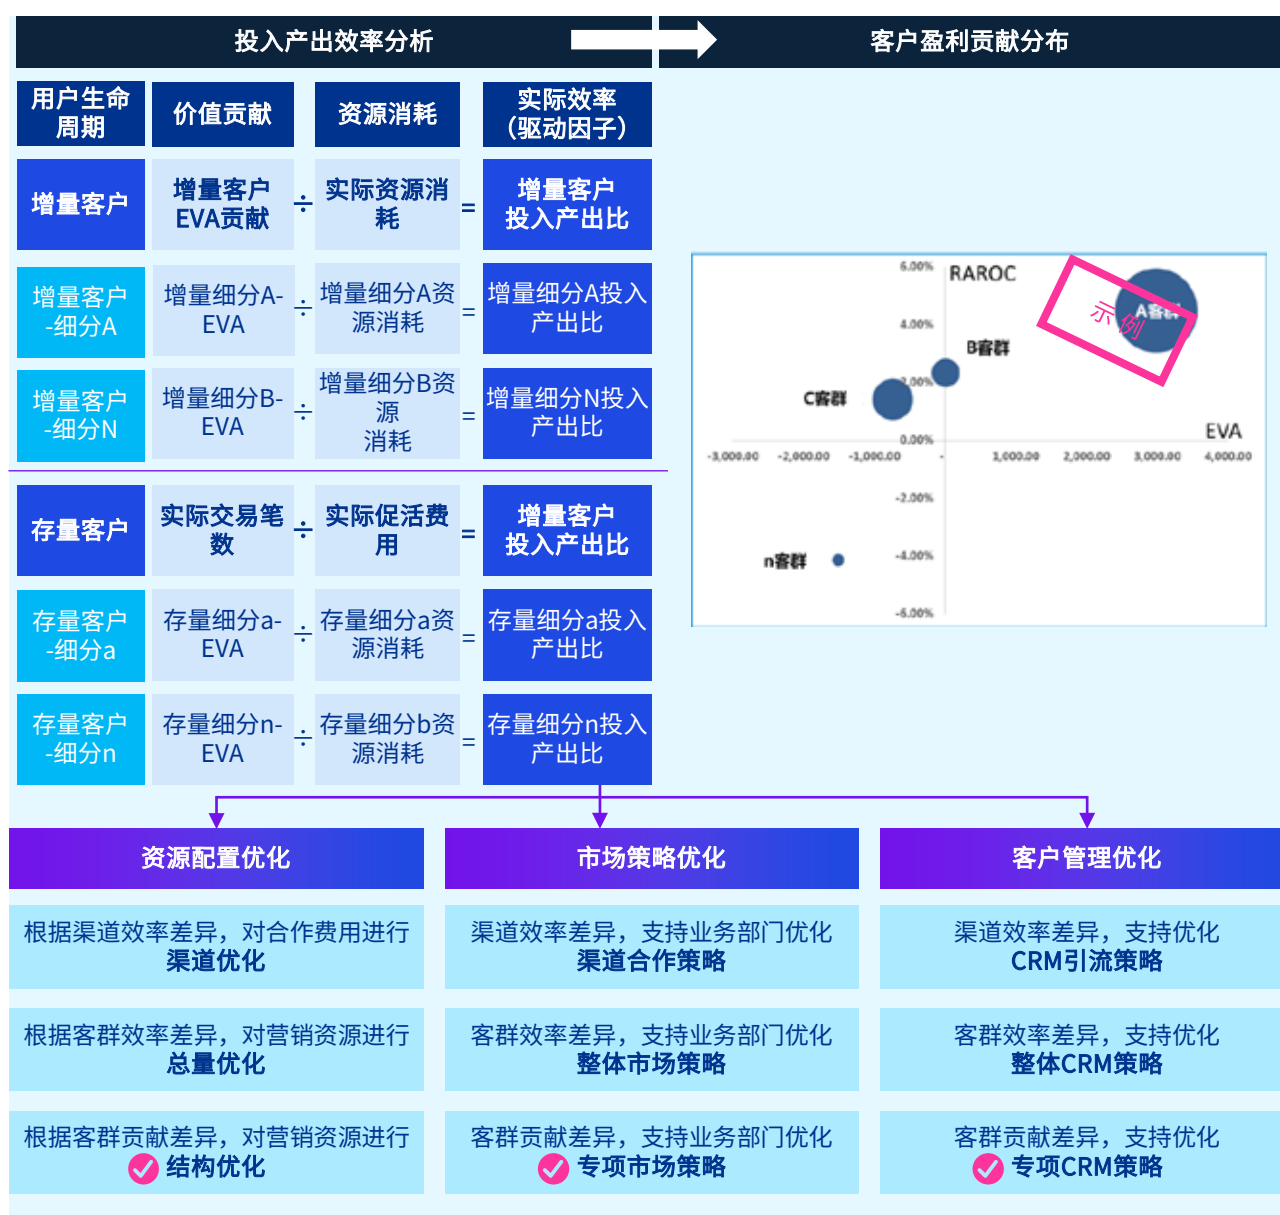 投入产出效率分析
客户盈利贡献分布
用户生命
周期
价值贡献
资源消耗
实际效率
（驱动因子）
增量客户
增量客户
EVA贡献
÷
实际资源消
耗
=
增量客户
投入产出比
增量客户
-细分A
增量细分A-
EVA
÷
增量细分A资
源消耗
=
增量细分A投入
产出比
增量客户
-细分N
增量细分B-
EVA
÷
增量细分B资
源
消耗
=
增量细分N投入
产出比
存量客户
实际交易笔
数
÷
实际促活费
用
=
增量客户
投入产出比
存量客户
-细分a
存量细分a-
EVA
÷
存量细分a资
源消耗
=
存量细分a投入
产出比
存量客户
-细分n
存量细分n-
EVA
÷
存量细分b资
源消耗
=
存量细分n投入
产出比
6.00%
RAROC
A客群
示例
4.00%
B客群
2.00%
C客群
0.00%
EVA
-3,000.00 -2,000.00 -1,000.00 - 1,000.00 2,000.00 3,000.00 4,000.00
-2.00%
-4.00%
n客群
-6.00%
资源配置优化
市场策略优化
客户管理优化
根据渠道效率差异，对合作费用进行
渠道优化
渠道效率差异，支持业务部门优化
渠道合作策略
渠道效率差异，支持优化
CRM引流策略
根据客群效率差异，对营销资源进行
总量优化
客群效率差异，支持业务部门优化
整体市场策略
客群效率差异，支持优化
整体CRM策略
根据客群贡献差异，对营销资源进行
结构优化
客群贡献差异，支持业务部门优化
专项市场策略
客群贡献差异，支持优化
专项CRM策略